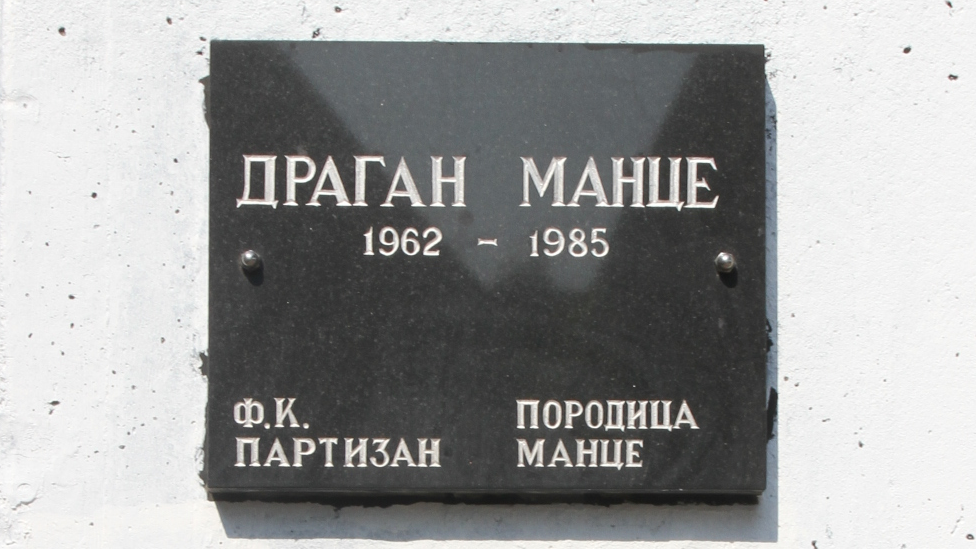 ДРАГАН МАНЦЕ
1962 - 1985
Ф.К.
ПАРТИЗАН
ПОРОДИЦА
МАНЦЕ